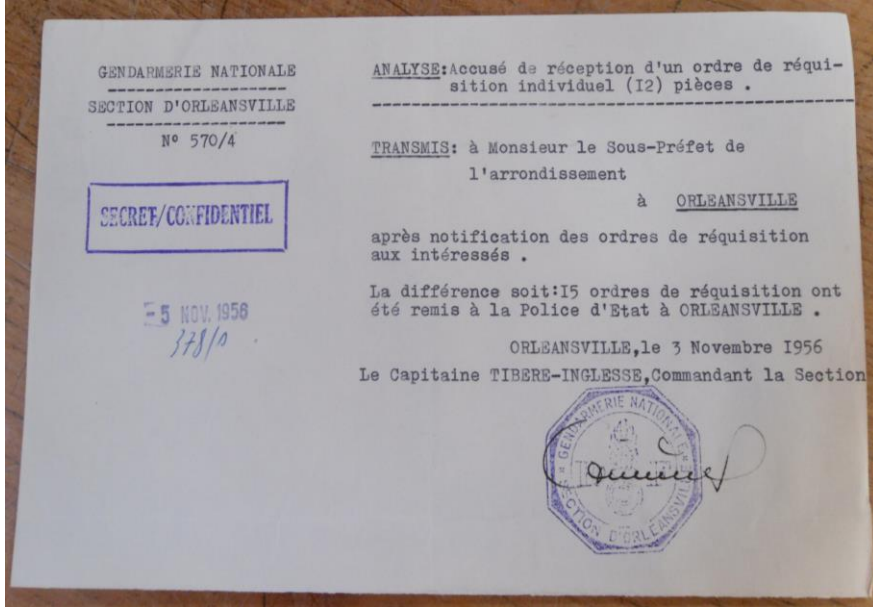 GENDARMERIE NATIONALE
SECTION D'ORLEANSVILLE
Nº 570/4
SECRET/CONFIDENTIEL
-5 NOV. 1956
378/
ANALYSE:Accusé de réception d'un ordre de réqui-
sition individuel (I2) pièces .
TRANSMIS: à Monsieur le Sous-Préfet de
l'arrondissement
à ORLEANSVILLE
après notification des ordres de réquisition
aux intéressés .
La différence soit:I5 ordres de réquisition ont
été remis à la Police d'Etat à ORLEANSVILLE .
ORLEANSVILLE,le 3 Novembre I956
Le Capitaine TIBERE-INGLESSE,Commandant la Section
GENDARMERIE NATIONALE
SECTION D'ORLEANSVILLE